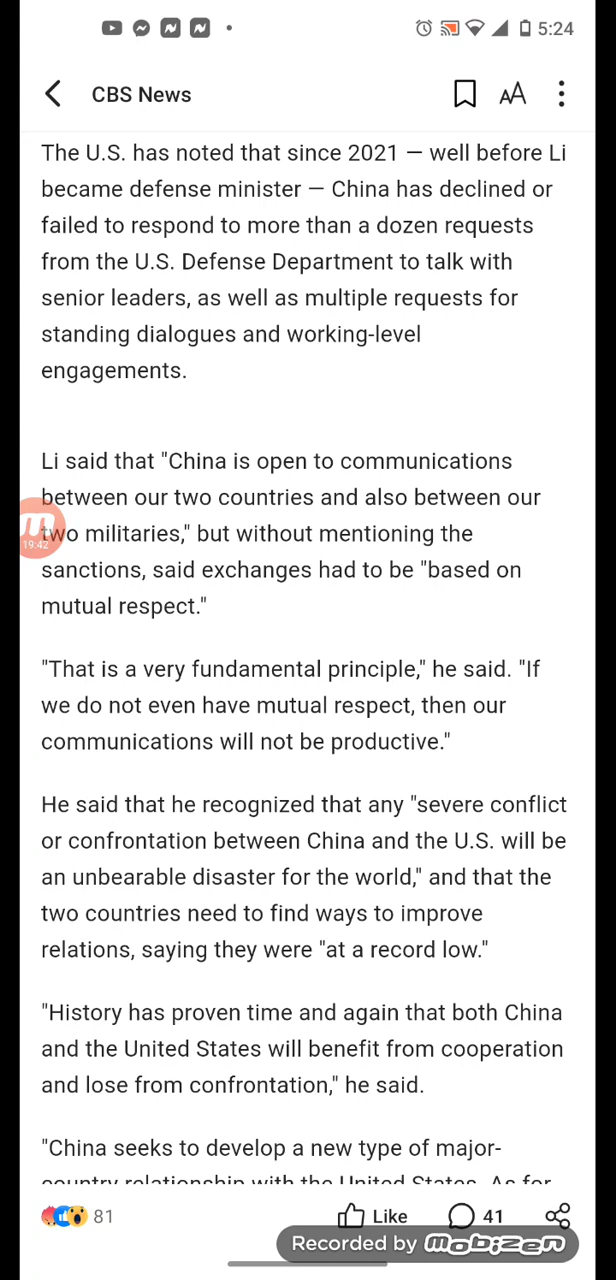 5:24
CBS News
AA
The U.S. has noted that since 2021 — well before Li
became defense minister — China has declined or
failed to respond to more than a dozen requests
from the U.S. Defense Department to talk with
senior leaders, as well as multiple requests for
standing dialogues and working-level
engagements.
Li said that "China is open to communications
between our two countries and also between our
two militaries," but without mentioning the
19:42
sanctions, said exchanges had to be "based on
mutual respect."
"That is a very fundamental principle," he said. "If
we do not even have mutual respect, then our
communications will not be productive."
He said that he recognized that any "severe conflict
or confrontation between China and the U.S. will be
an unbearable disaster for the world," and that the
two countries need to find ways to improve
relations, saying they were "at a record low."
"History has proven time and again that both China
and the United States will benefit from cooperation
and lose from confrontation," he said.
"China seeks to develop a new type of major-
country relationship with the United States. As for
81 Like 41
Recorded by mobizen